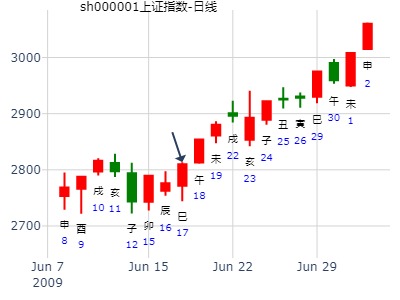 sh000001上证指数-日线
3000
2900
2800
2700
申
8
酉
9
戌
10
亥
11
子
12
卯
15
辰
16
巳
17
午
18
未
19
戌
22
亥
23
子
24
丑
25
寅
26
巳
29
午
30
未
1
申
2
Jun 7
2009
Jun 15
Jun 22
Jun 29